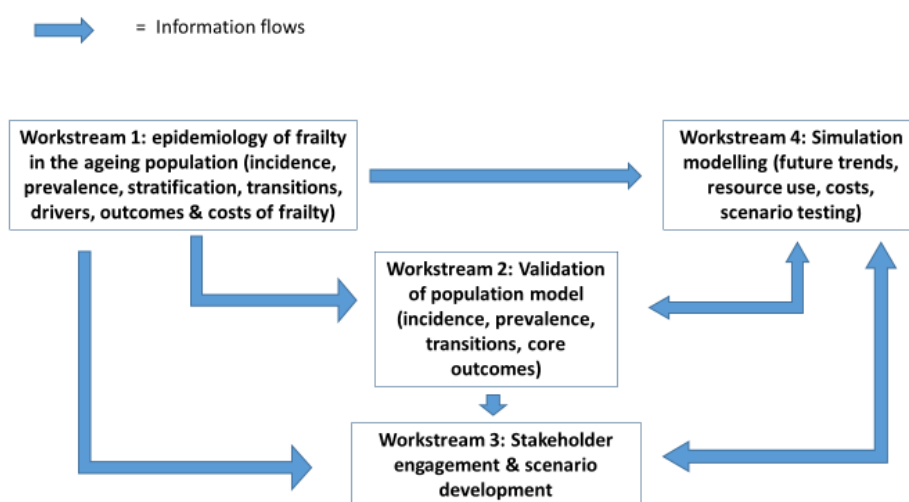 = Information flows
Workstream 1: epidemiology of frailty
in the ageing population (incidence,
prevalence, stratification, transitions,
drivers, outcomes & costs of frailty)
Workstream 4: Simulation
modelling (future trends,
resource use, costs,
scenario testing)
Workstream 2: Validation
of population model
(incidence, prevalence,
transitions, core
outcomes)
Workstream 3: Stakeholder
engagement & scenario
development